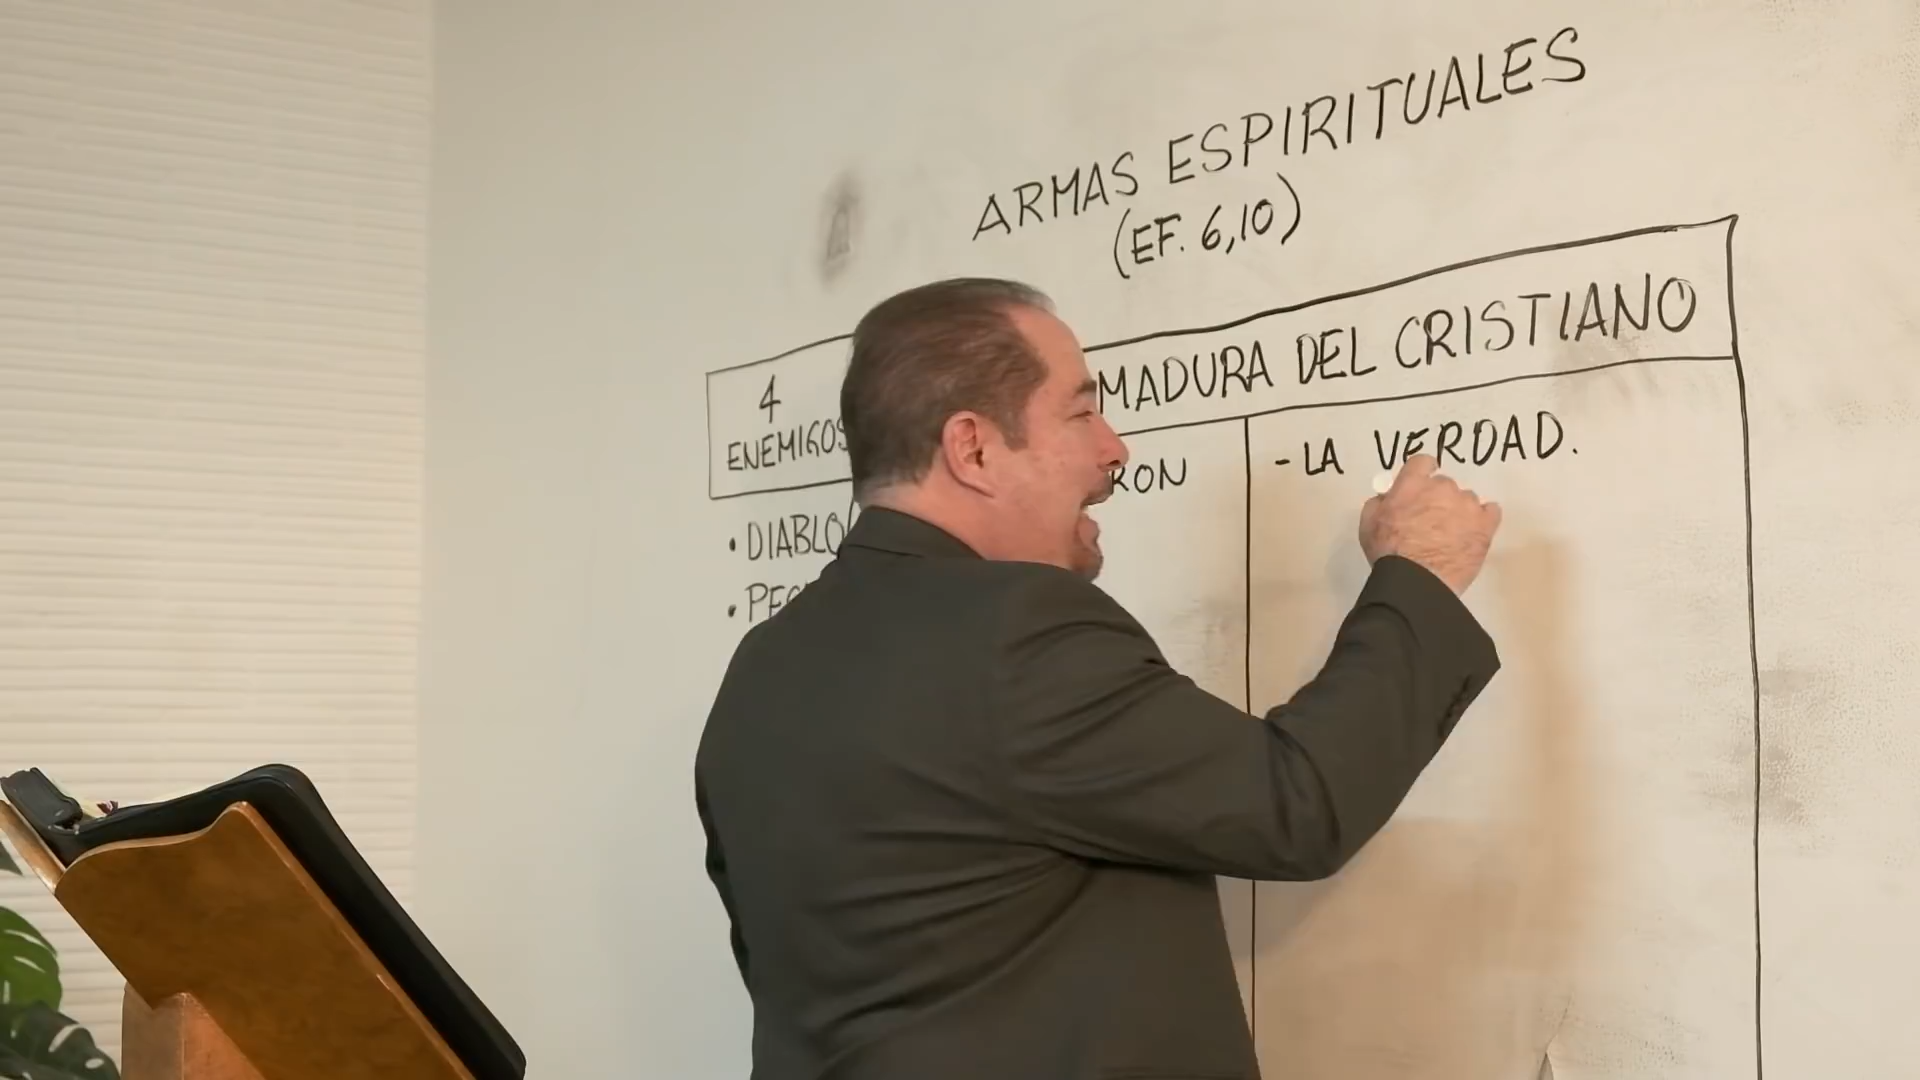 ARMAS ESPIRITUALES
(EF. 6,10)
4
ENEMIGOS
MADURA DEL CRISTIANO
• DIABLO
RON
- LA VERDAD.